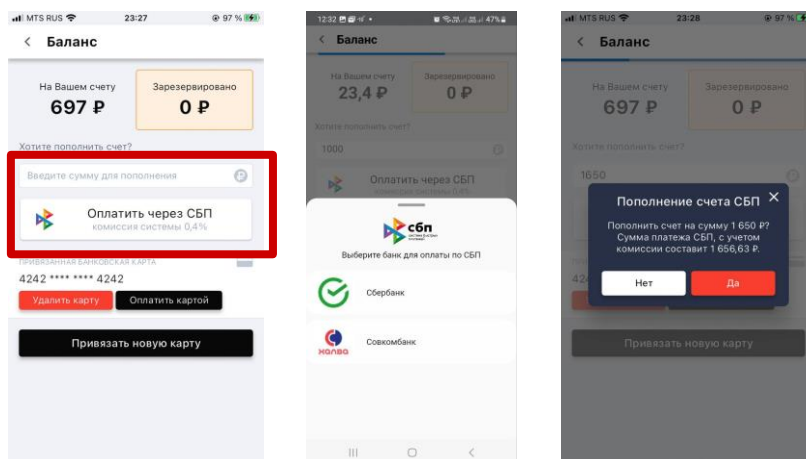 MTS RUS 23:27 97 %
Баланс
На Вашем счету
697 ₽
Зарезервировано
0 ₽
Хотите пополнить счет?
Введите сумму для пополнения ₽
Оплатить через СБП
комиссия системы 0,4%
ПРИВЯЗАННАЯ БАНКОВСКАЯ КАРТА
4242 **** **** 4242
Удалить карту
Оплатить картой
Привязать новую карту
12:32 47%
Баланс
На Вашем счету
23,4 ₽
Зарезервировано
0 ₽
Хотите пополнить счет?
1000
Оплатить через СБП
комиссия системы 0,4%
сбп
Выберите банк для оплаты по СБП
Сбербанк
халва
Совкомбанк
MTS RUS 23:28 97 %
Баланс
На Вашем счету
697 ₽
Зарезервировано
0 ₽
Хотите пополнить счет?
1650
Пополнение счета СБП ×
Пополнить счет на сумму 1 650 ₽?
Сумма платежа СБП, с учетом
комиссии составит 1 656,63 ₽.
Нет
Да
Привязать новую карту